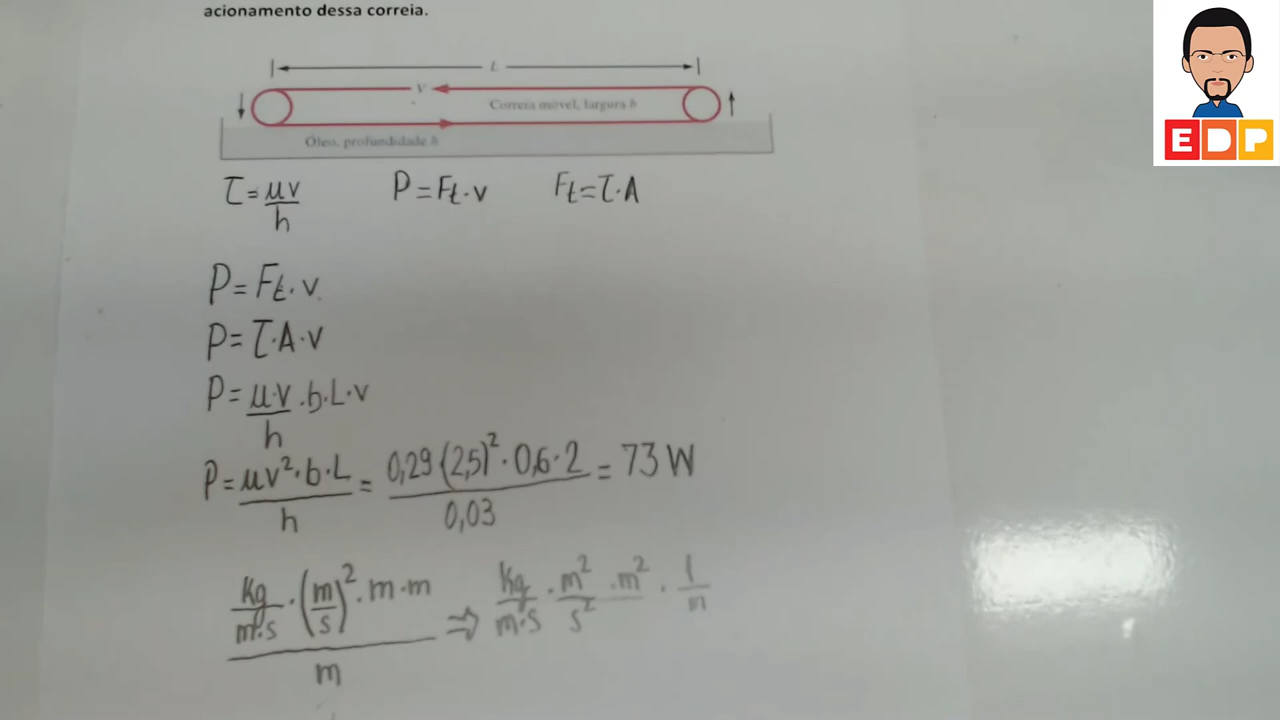 acionamento dessa correia.
L
V
Correia móvel, largura b
Óleo, profundidade h
τ = μv/h    P = Ft · v    Ft = τ · A
P = Ft · v
P = τ · A · v
P = μ·v/h · b · L · v
P = μv² · b · L / h = 0,29 (2,5)² · 0,6 · 2 / 0,03 = 73 W
kg/m·s · (m/s)² · m · m / m ⇒ kg/m·s · m²/s² · m² · 1/m
EDP